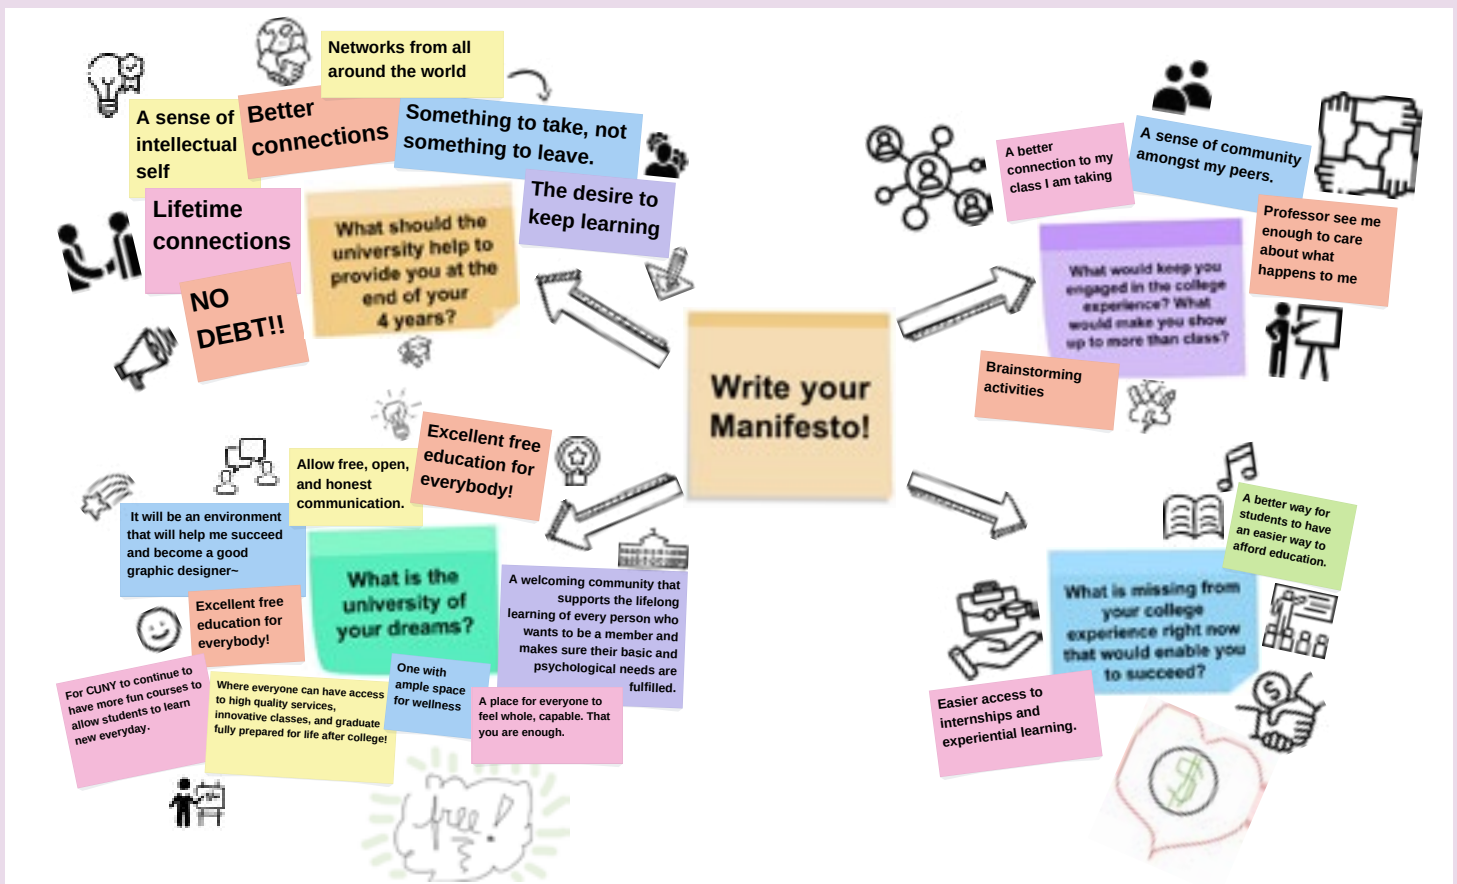 Networks from all
around the world
A sense of
intellectual
self
Better
connections
Something to take, not
something to leave.
The desire to
keep learning
Lifetime
connections
NO
DEBT!!
What should the
university help to
provide you at the
end of your
4 years?
Write your
Manifesto!
A better
connection to my
class I am taking
A sense of community
amongst my peers.
Professor see me
enough to care
about what
happens to me
What would keep you
engaged in the college
experience? What
would make you show
up to more than class?
Brainstorming
activities
Excellent free
education for
everybody!
Allow free, open,
and honest
communication.
It will be an environment
that will help me succeed
and become a good
graphic designer~
Excellent free
education for
everybody!
What is the
university of
your dreams?
A welcoming community that
supports the lifelong
learning of every person who
wants to be a member and
makes sure their basic and
psychological needs are
fulfilled.
For CUNY to continue to
have more fun courses to
allow students to learn
new everyday.
Where everyone can have access
to high quality services,
innovative classes, and graduate
fully prepared for life after college!
One with
ample space
for wellness
A place for everyone to
feel whole, capable. That
you are enough.
free!
A better way for
students to have
an easier way to
afford education.
What is missing from
your college
experience right now
that would enable you
to succeed?
Easier access to
internships and
experiential learning.
$
$